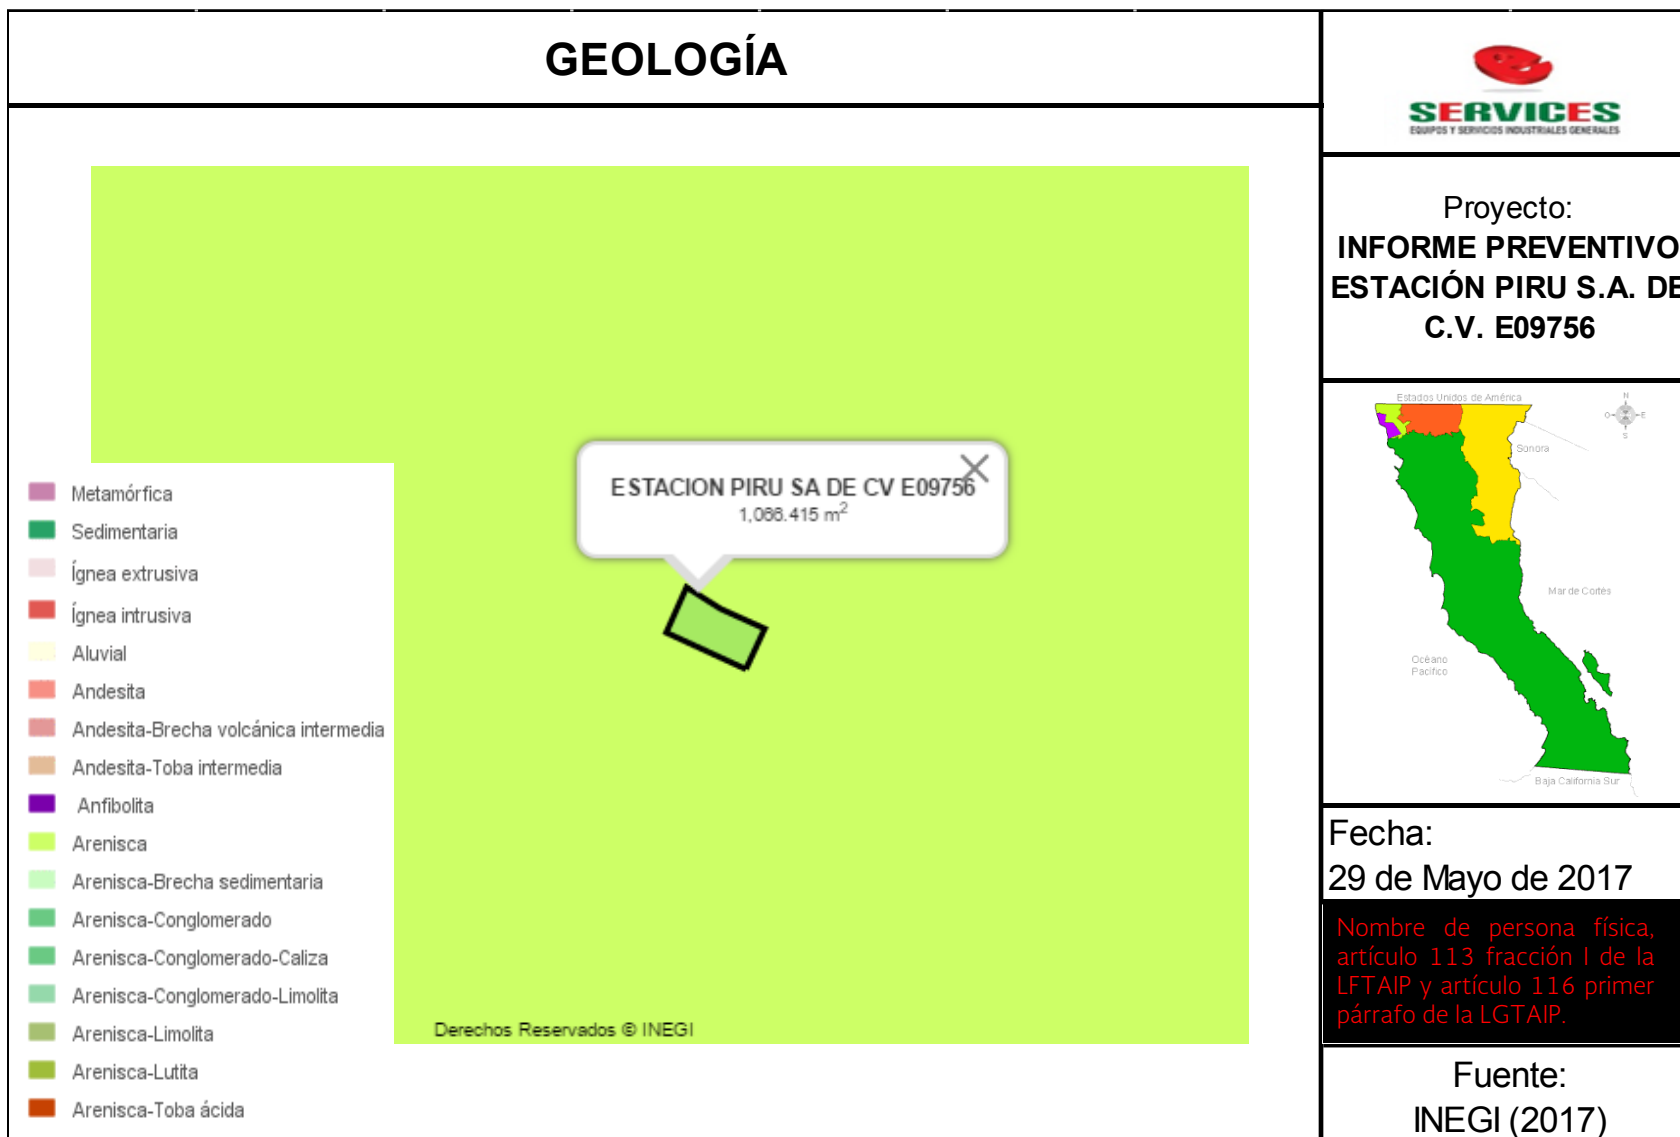 GEOLOGÍA
SERVICES
EQUIPOS Y SERVICIOS INDUSTRIALES GENERALES
Proyecto:
INFORME PREVENTIVO
ESTACIÓN PIRU S.A. DE
C.V. E09756
ESTACION PIRU SA DE CV E09756
1,066.415 m²
Metamórfica
Sedimentaria
Ígnea extrusiva
Ígnea intrusiva
Aluvial
Andesita
Andesita-Brecha volcánica intermedia
Andesita-Toba intermedia
Anfibolita
Arenisca
Arenisca-Brecha sedimentaria
Arenisca-Conglomerado
Arenisca-Conglomerado-Caliza
Arenisca-Conglomerado-Limolita
Arenisca-Limolita
Arenisca-Lutita
Arenisca-Toba ácida
Derechos Reservados © INEGI
Estados Unidos de América
N
O
E
S
Sonora
Mar de Cortés
Océano
Pacífico
Baja California Sur
Fecha:
29 de Mayo de 2017
Nombre de persona física,
artículo 113 fracción I de la
LFTAIP y artículo 116 primer
párrafo de la LGTAIP.
Fuente:
INEGI (2017)